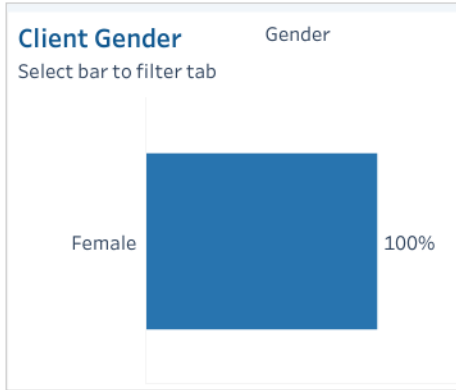 Client Gender
Gender
Select bar to filter tab
Female
100%